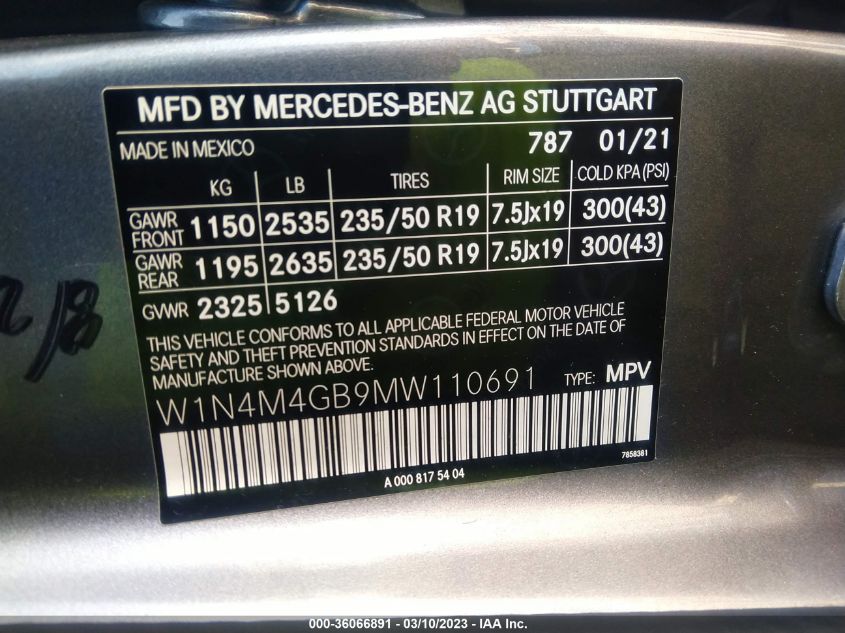 MFD BY MERCEDES-BENZ AG STUTTGART
MADE IN MEXICO 787 01/21
KG LB TIRES RIM SIZE COLD KPA (PSI)
GAWR FRONT 1150 2535 235/50 R19 7.5Jx19 300(43)
GAWR REAR 1195 2635 235/50 R19 7.5Jx19 300(43)
GVWR 2325 5126
THIS VEHICLE CONFORMS TO ALL APPLICABLE FEDERAL MOTOR VEHICLE
SAFETY AND THEFT PREVENTION STANDARDS IN EFFECT ON THE DATE OF
MANUFACTURE SHOWN ABOVE.
W1N4M4GB9MW110691 TYPE: MPV
7858381
A 000 817 54 04
000-36066891 - 03/10/2023 - IAA Inc.